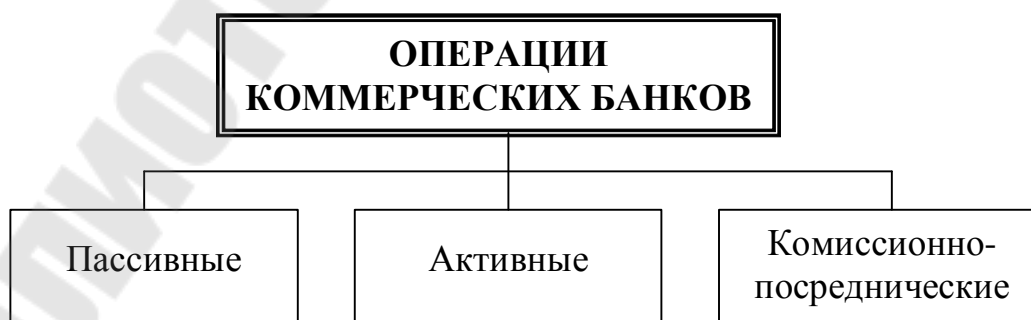 ОПЕРАЦИИ
КОММЕРЧЕСКИХ БАНКОВ
Пассивные
Активные
Комиссионно-
посреднические